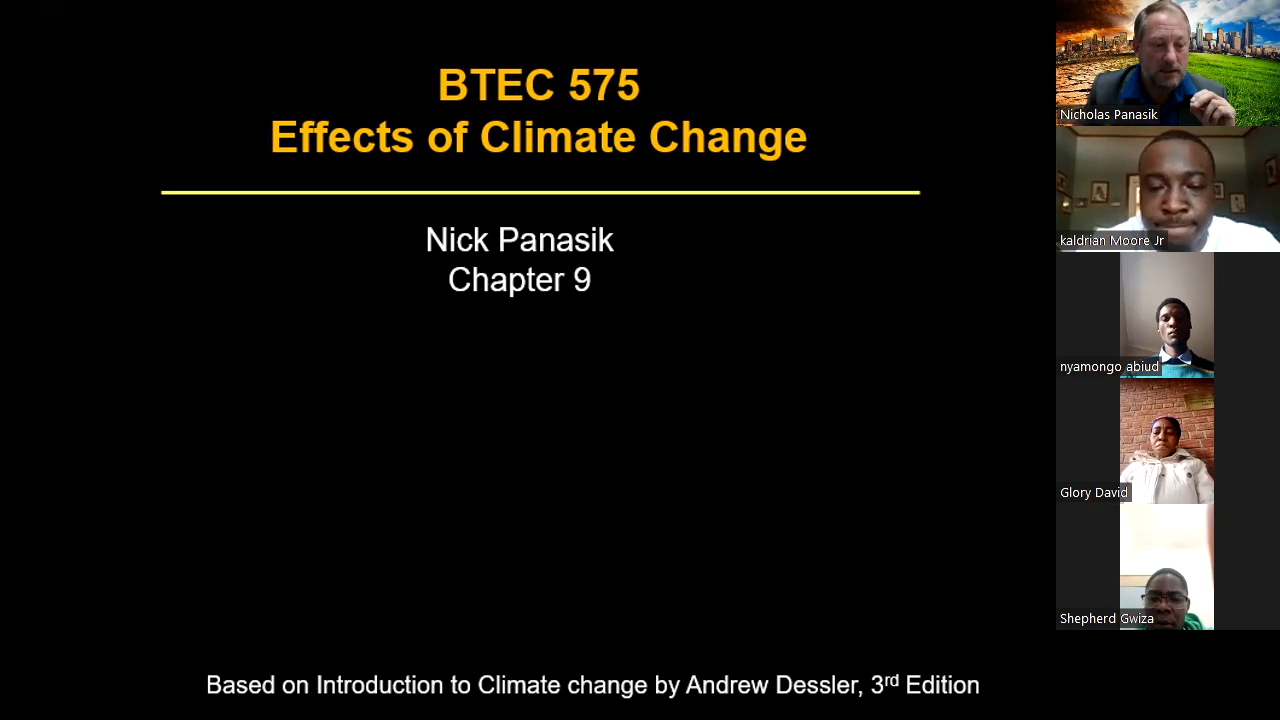 BTEC 575
Effects of Climate Change
Nick Panasik
Chapter 9
Based on Introduction to Climate change by Andrew Dessler, 3rd Edition
Nicholas Panasik
kaldrian Moore Jr
nyamongo abiud
Glory David
Shepherd Gwiza